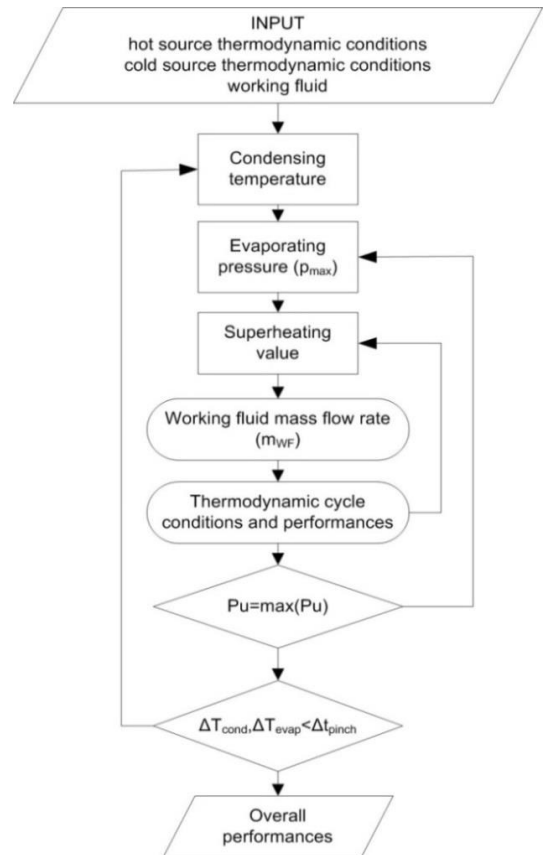 INPUT
hot source thermodynamic conditions
cold source thermodynamic conditions
working fluid
Condensing
temperature
Evaporating
pressure (pmax)
Superheating
value
Working fluid mass flow rate
(mWF)
Thermodynamic cycle
conditions and performances
Pu=max(Pu)
ΔTcond,ΔTevap<Δtpinch
Overall
performances